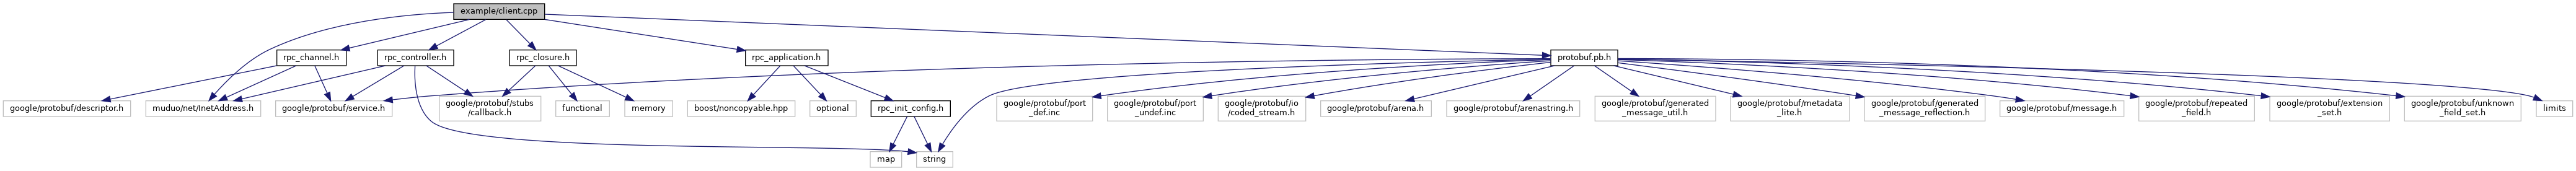 example/client.cpp
rpc_channel.h
rpc_controller.h
rpc_closure.h
rpc_application.h
protobuf.pb.h
google/protobuf/descriptor.h
muduo/net/InetAddress.h
google/protobuf/service.h
google/protobuf/stubs
/callback.h
functional
memory
boost/noncopyable.hpp
optional
rpc_init_config.h
google/protobuf/port
_def.inc
google/protobuf/port
_undef.inc
google/protobuf/io
/coded_stream.h
google/protobuf/arena.h
google/protobuf/arenastring.h
google/protobuf/generated
_message_util.h
google/protobuf/metadata
_lite.h
google/protobuf/generated
_message_reflection.h
google/protobuf/message.h
google/protobuf/repeated
_field.h
google/protobuf/extension
_set.h
google/protobuf/unknown
_field_set.h
limits
map
string